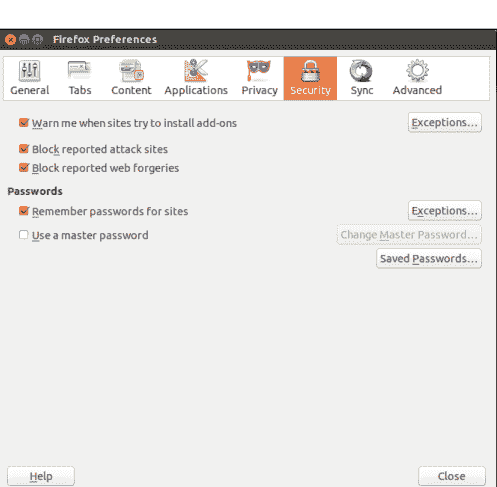 Firefox Preferences
General Tabs Content Applications Privacy Security Sync Advanced
Warn me when sites try to install add-ons Exceptions...
Block reported attack sites
Block reported web forgeries
Passwords
Remember passwords for sites Exceptions...
Use a master password Change Master Password...
Saved Passwords...
Help Close